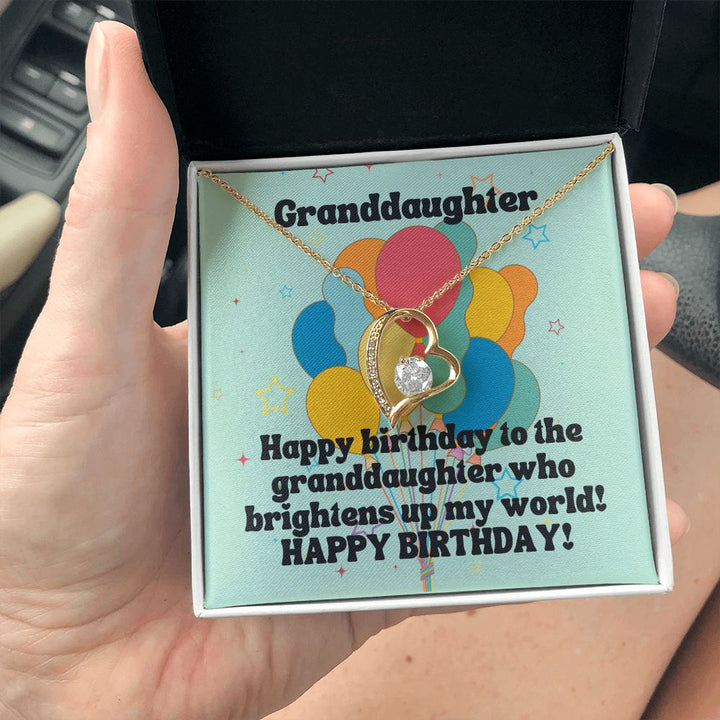 Granddaughter
Happy birthday to the
granddaughter who
brightens up my world!
HAPPY BIRTHDAY!